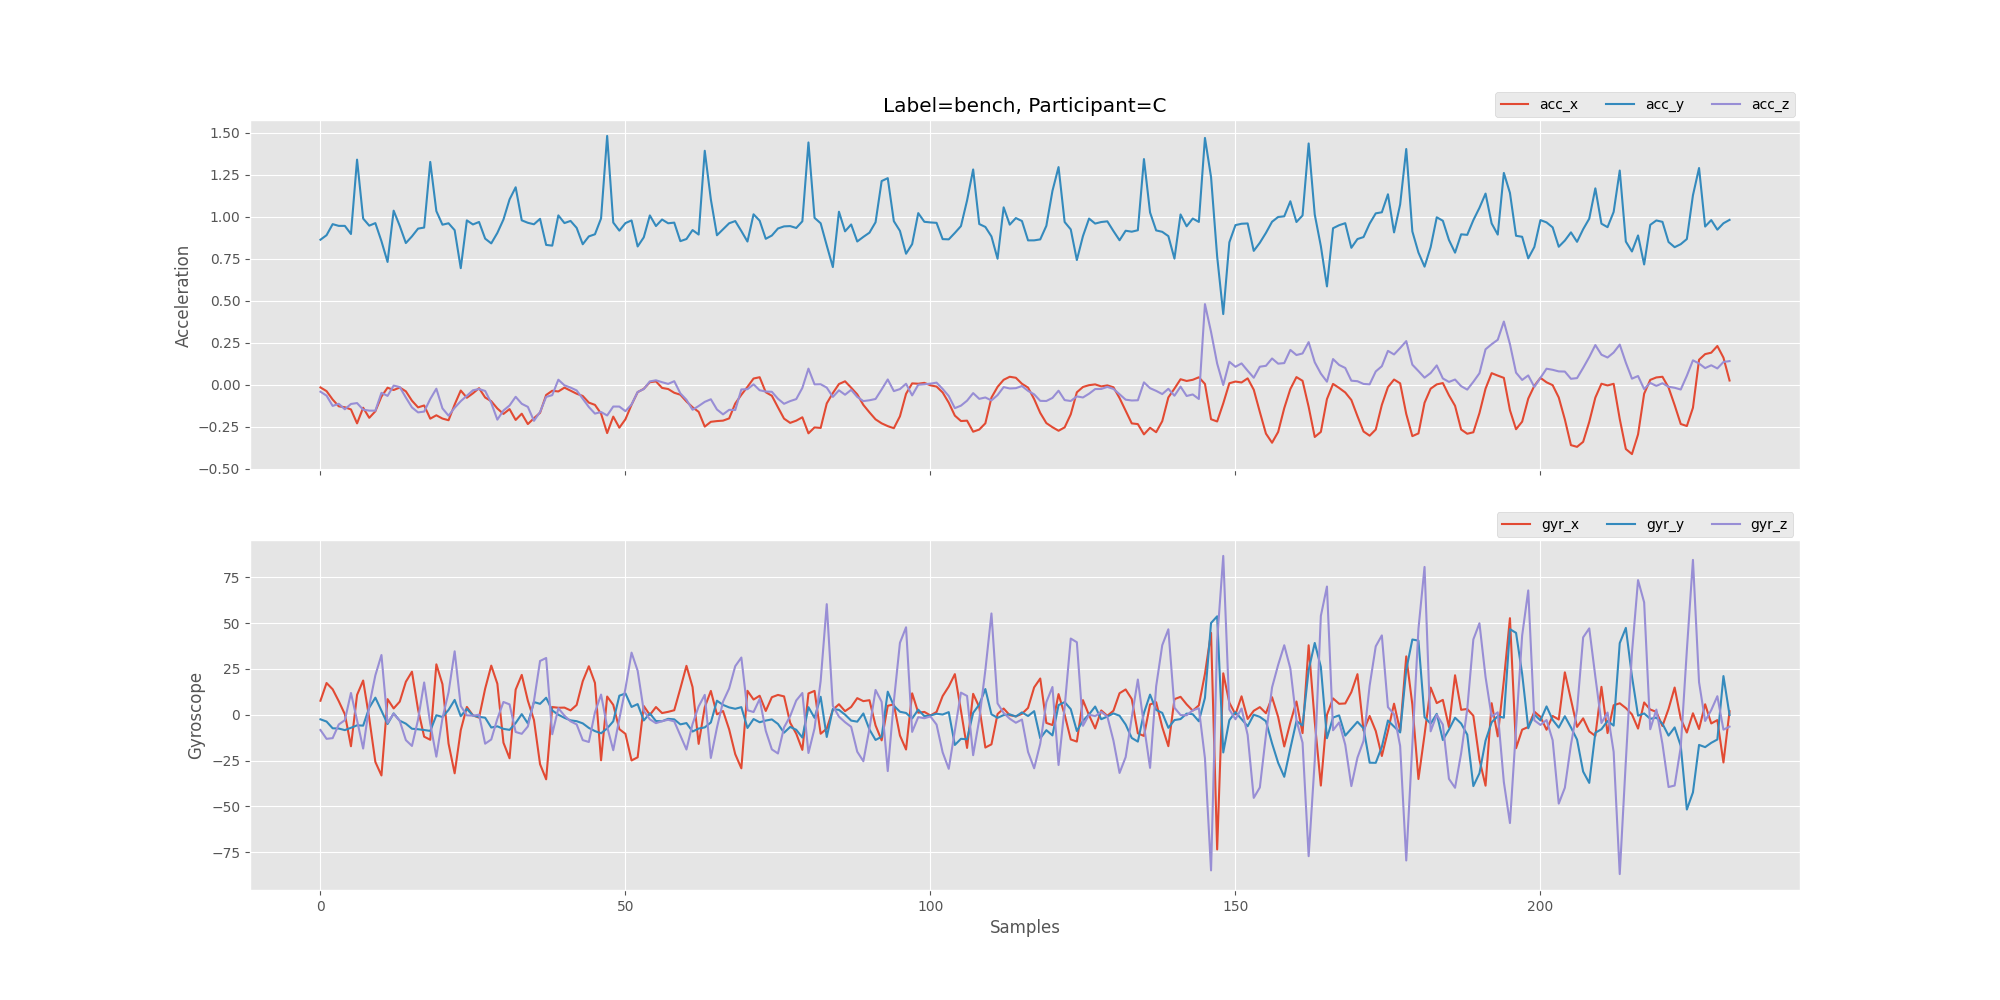 Label=bench, Participant=C
acc_x acc_y acc_z
1.50
1.25
1.00
0.75
0.50
0.25
0.00
−0.25
−0.50
Acceleration
gyr_x gyr_y gyr_z
75
50
25
0
−25
−50
−75
Gyroscope
0 50 100 150 200
Samples